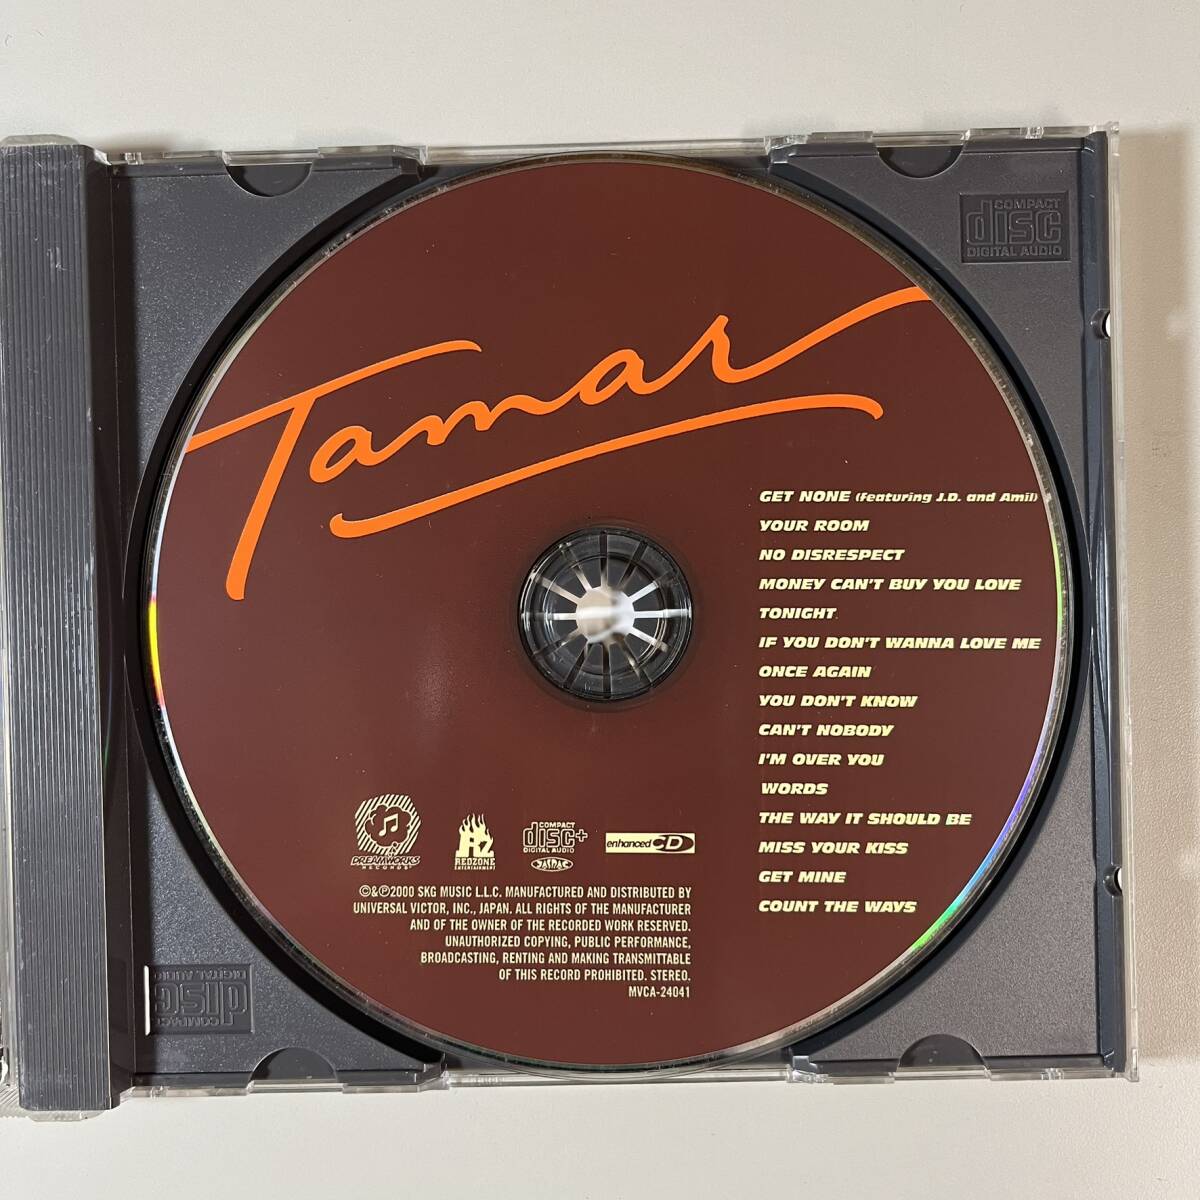 COMPACT
disc
DIGITAL AUDIO
Tamar
GET NONE (featuring J.D. and Amil)
YOUR ROOM
NO DISRESPECT
MONEY CAN'T BUY YOU LOVE
TONIGHT
IF YOU DON'T WANNA LOVE ME
ONCE AGAIN
YOU DON'T KNOW
CAN'T NOBODY
I'M OVER YOU
WORDS
THE WAY IT SHOULD BE
MISS YOUR KISS
GET MINE
COUNT THE WAYS
DREAMWORKS
RECORDS
RZ
REDZONE
ENTERTAINMENT
COMPACT
disc+
DIGITAL AUDIO
JASRAC
enhanced CD
©&℗2000 SKG MUSIC L.L.C. MANUFACTURED AND DISTRIBUTED BY
UNIVERSAL VICTOR, INC., JAPAN. ALL RIGHTS OF THE MANUFACTURER
AND OF THE OWNER OF THE RECORDED WORK RESERVED.
UNAUTHORIZED COPYING, PUBLIC PERFORMANCE,
BROADCASTING, RENTING AND MAKING TRANSMITTABLE
OF THIS RECORD PROHIBITED. STEREO.
MVCA-24041
COMPACT
disc
DIGITAL AUDIO